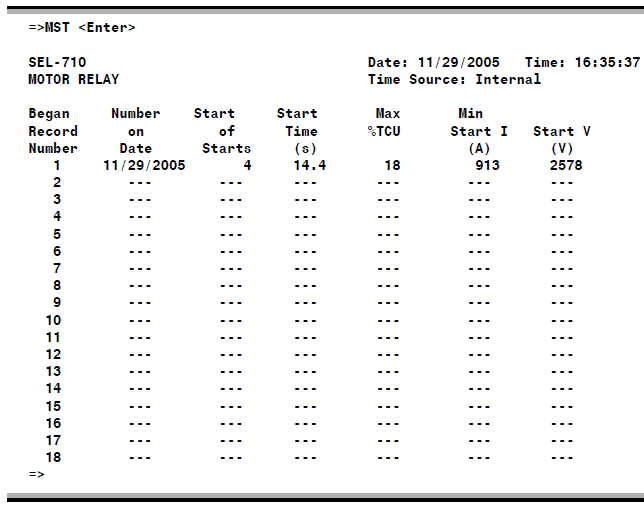 =>MST <Enter>
SEL-710 Date: 11/29/2005 Time: 16:35:37
MOTOR RELAY Time Source: Internal
Began Number Start Start Max Min
Record on of Time %TCU Start I Start V
Number Date Starts (s) (A) (V)
1 11/29/2005 4 14.4 18 913 2578
2 --- --- --- --- --- ---
3 --- --- --- --- --- ---
4 --- --- --- --- --- ---
5 --- --- --- --- --- ---
6 --- --- --- --- --- ---
7 --- --- --- --- --- ---
8 --- --- --- --- --- ---
9 --- --- --- --- --- ---
10 --- --- --- --- --- ---
11 --- --- --- --- --- ---
12 --- --- --- --- --- ---
13 --- --- --- --- --- ---
14 --- --- --- --- --- ---
15 --- --- --- --- --- ---
16 --- --- --- --- --- ---
17 --- --- --- --- --- ---
18 --- --- --- --- --- ---
=>